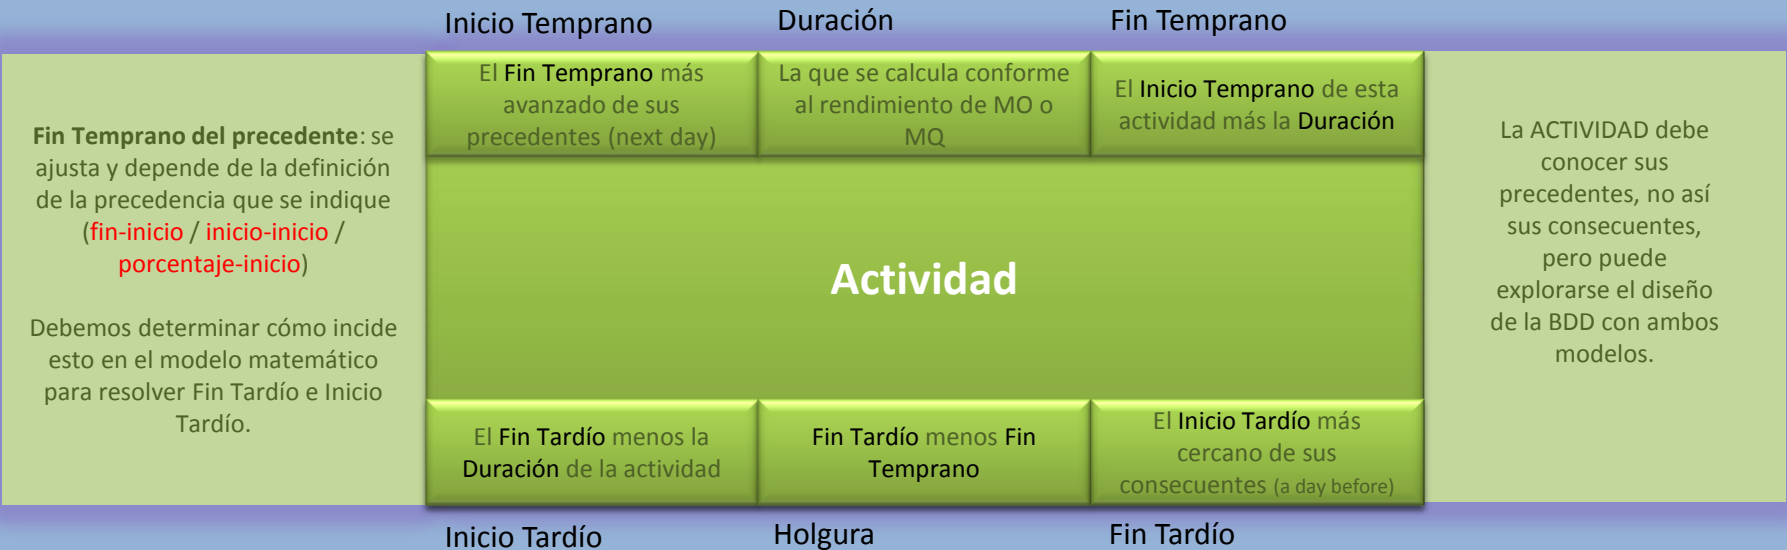 Inicio Temprano
Duración
Fin Temprano
El Fin Temprano más
avanzado de sus
precedentes (next day)
La que se calcula conforme
al rendimiento de MO o
MQ
El Inicio Temprano de esta
actividad más la Duración
Fin Temprano del precedente: se
ajusta y depende de la definición
de la precedencia que se indique
(fin-inicio / inicio-inicio /
porcentaje-inicio)
Debemos determinar cómo incide
esto en el modelo matemático
para resolver Fin Tardío e Inicio
Tardío.
Actividad
La ACTIVIDAD debe
conocer sus
precedentes, no así
sus consecuentes,
pero puede
explorarse el diseño
de la BDD con ambos
modelos.
El Fin Tardío menos la
Duración de la actividad
Fin Tardío menos Fin
Temprano
El Inicio Tardío más
cercano de sus
consecuentes (a day before)
Inicio Tardío
Holgura
Fin Tardío